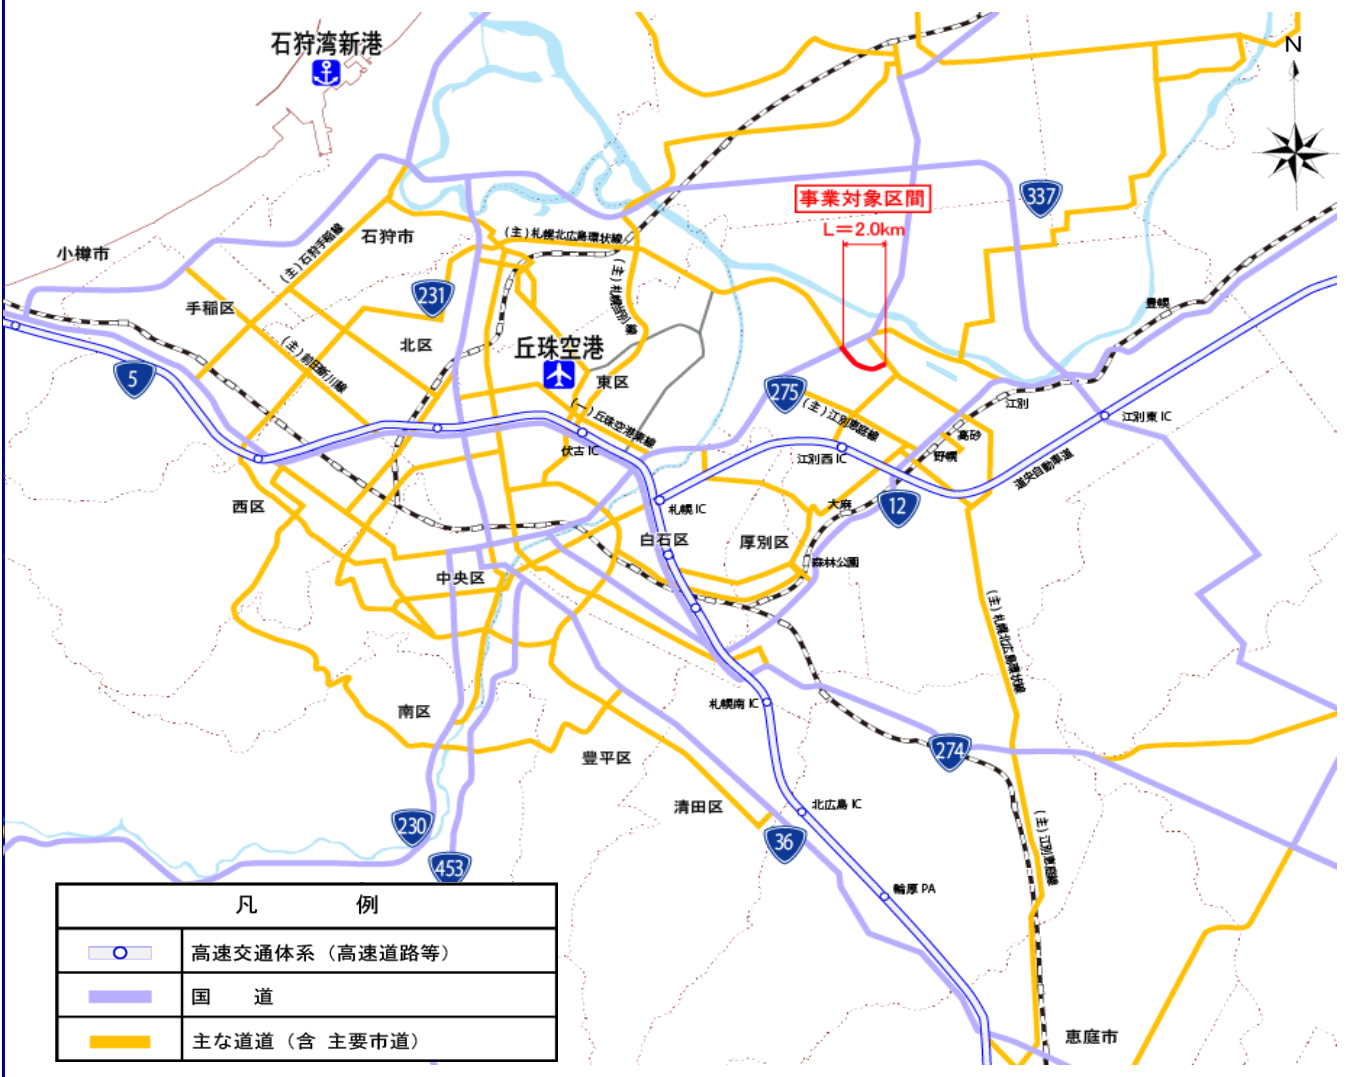 石狩湾新港
N
337
事業対象区間
L＝2.0km
小樽市
(主)石狩手稲線
石狩市
(主)札幌北広島環状線
(主)札幌当別線
手稲区
231
北区
(主)前田新川線
丘珠空港
東区
豊幌
5
275
(主)江別恵庭線
(一)丘珠空港東線
江別
高砂
江別東 IC
伏古 IC
江別西 IC
野幌
道央自動車道
西区
札幌 IC
大麻
12
白石区
厚別区
森林公園
中央区
(主)札幌北広島環状線
南区
札幌南 IC
豊平区
274
清田区
北広島 IC
230
36
(主)江別恵庭線
453
輪厚 PA
凡 例
高速交通体系（高速道路等）
国 道
主な道道（含 主要市道）
恵庭市